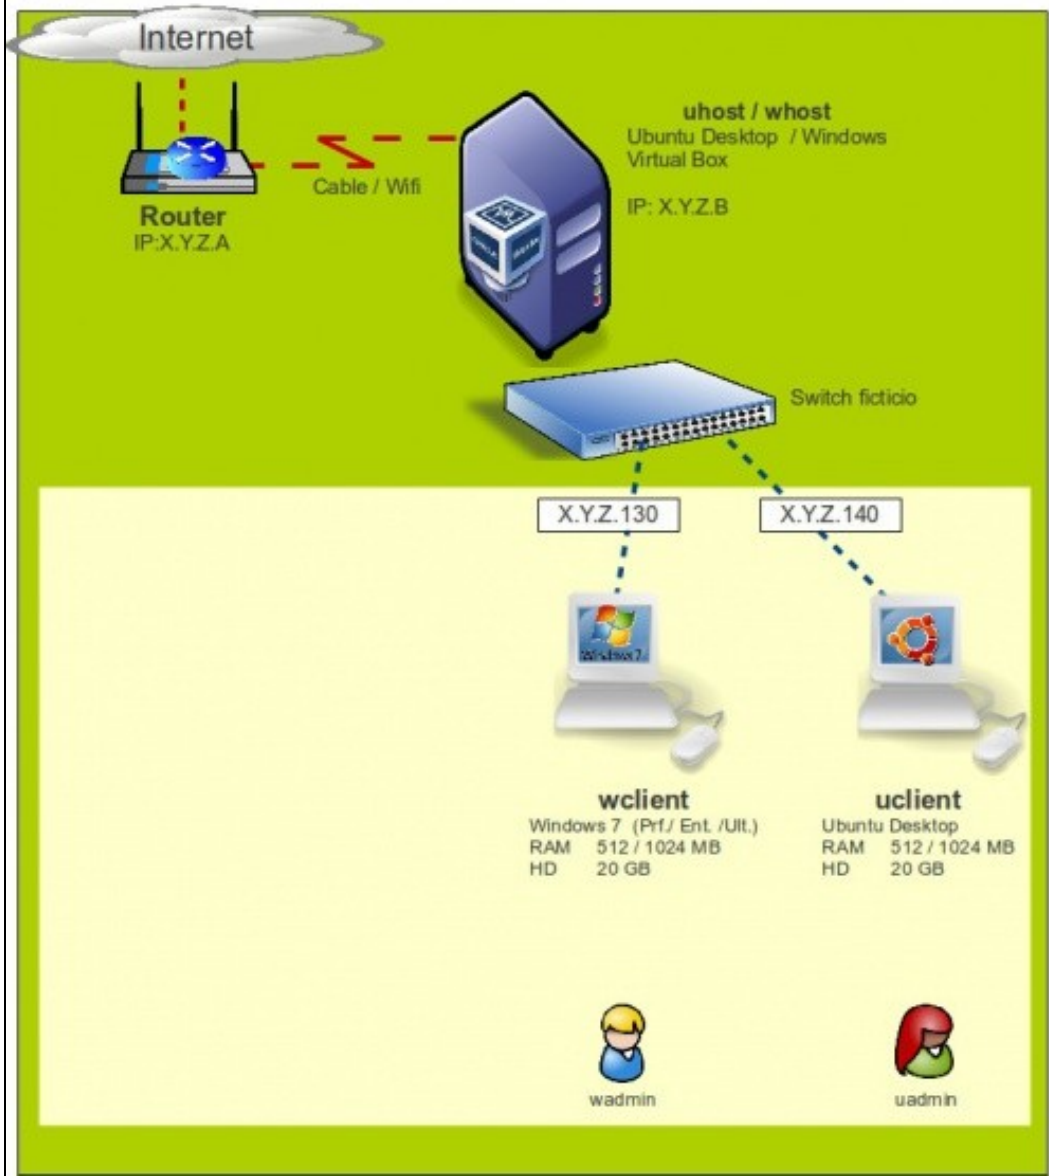 Internet
uhost / whost
Ubuntu Desktop / Windows
Virtual Box
IP: X.Y.Z.B
Cable / Wifi
Router
IP:X.Y.Z.A
Switch ficticio
X.Y.Z.130
X.Y.Z.140
Windows 7
wclient
Windows 7 (Prf./ Ent. /Ult.)
RAM 512 / 1024 MB
HD 20 GB
uclient
Ubuntu Desktop
RAM 512 / 1024 MB
HD 20 GB
wadmin
uadmin